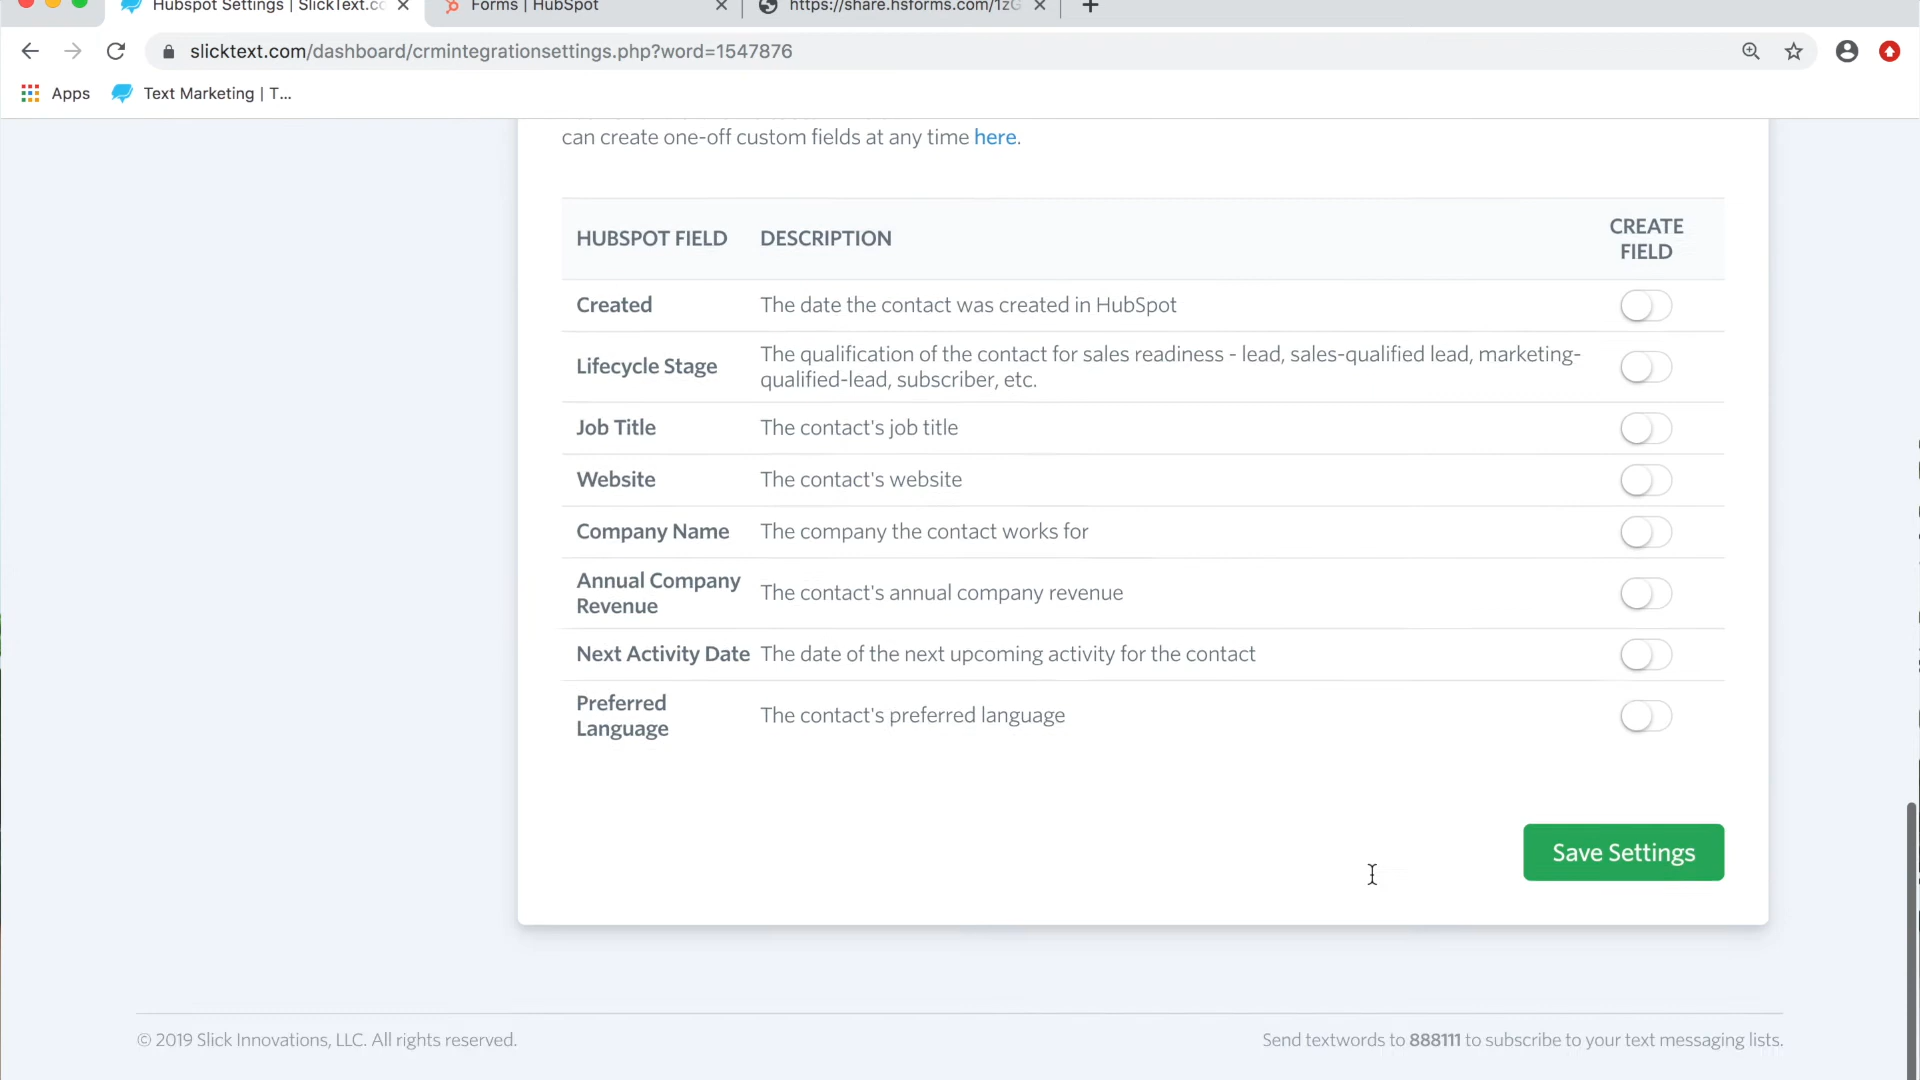 Hubspot Settings | SlickText.co
Forms | HubSpot
https://share.hsforms.com/1zG
slicktext.com/dashboard/crmintegrationsettings.php?word=1547876
Apps
Text Marketing | T...
can create one-off custom fields at any time here.
HUBSPOT FIELD
DESCRIPTION
CREATE
FIELD
Created
The date the contact was created in HubSpot
Lifecycle Stage
The qualification of the contact for sales readiness - lead, sales-qualified lead, marketing-
qualified-lead, subscriber, etc.
Job Title
The contact's job title
Website
The contact's website
Company Name
The company the contact works for
Annual Company
Revenue
The contact's annual company revenue
Next Activity Date
The date of the next upcoming activity for the contact
Preferred
Language
The contact's preferred language
Save Settings
© 2019 Slick Innovations, LLC. All rights reserved.
Send textwords to 888111 to subscribe to your text messaging lists.